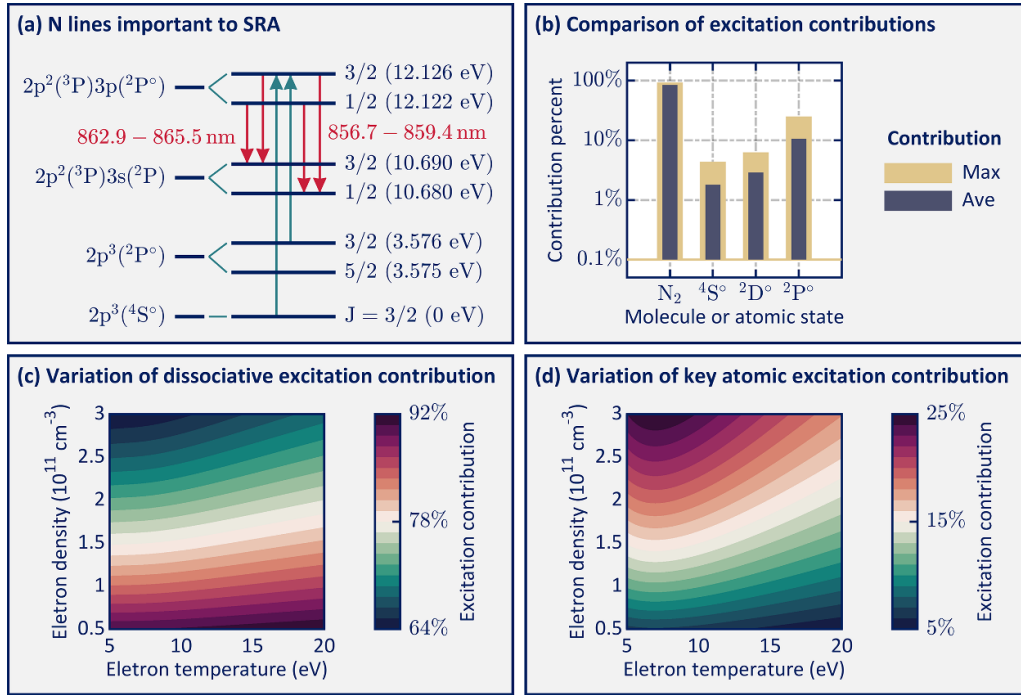 (a) N lines important to SRA
2p²(³P)3p(²P°)
3/2 (12.126 eV)
1/2 (12.122 eV)
862.9 − 865.5 nm
856.7 − 859.4 nm
2p²(³P)3s(²P)
3/2 (10.690 eV)
1/2 (10.680 eV)
2p³(²P°)
3/2 (3.576 eV)
5/2 (3.575 eV)
2p³(⁴S°)
J = 3/2 (0 eV)
(b) Comparison of excitation contributions
Contribution percent
100%
10%
1%
0.1%
N₂ ⁴S° ²D° ²P°
Molecule or atomic state
Contribution
Max
Ave
(c) Variation of dissociative excitation contribution
Eletron density (10¹¹ cm⁻³)
3
2.5
2
1.5
1
0.5
5 10 15 20
Eletron temperature (eV)
92%
78%
64%
Excitation contribution
(d) Variation of key atomic excitation contribution
Eletron density (10¹¹ cm⁻³)
3
2.5
2
1.5
1
0.5
5 10 15 20
Eletron temperature (eV)
25%
15%
5%
Excitation contribution